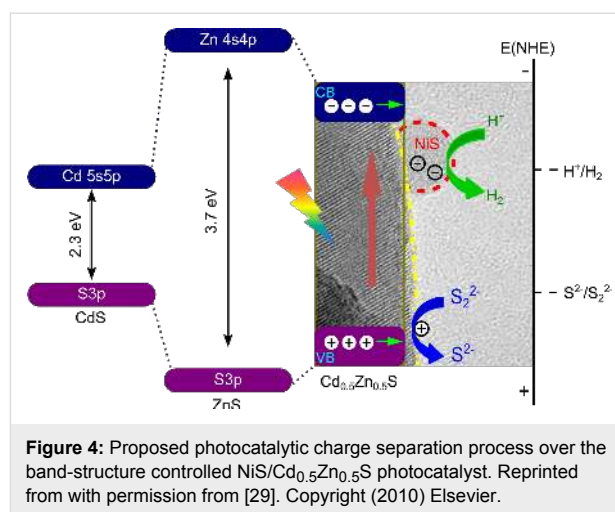 Zn 4s4p
E(NHE)
CB
−
NiS
H⁺
Cd 5s5p
H⁺/H₂
2.3 eV
3.7 eV
H₂
S3p
CdS
S²⁻/S₂²⁻
S₂²⁻
VB
S²⁻
S3p
ZnS
Cd₀.₅Zn₀.₅S
+
Figure 4: Proposed photocatalytic charge separation process over the
band-structure controlled NiS/Cd₀.₅Zn₀.₅S photocatalyst. Reprinted
from with permission from [29]. Copyright (2010) Elsevier.